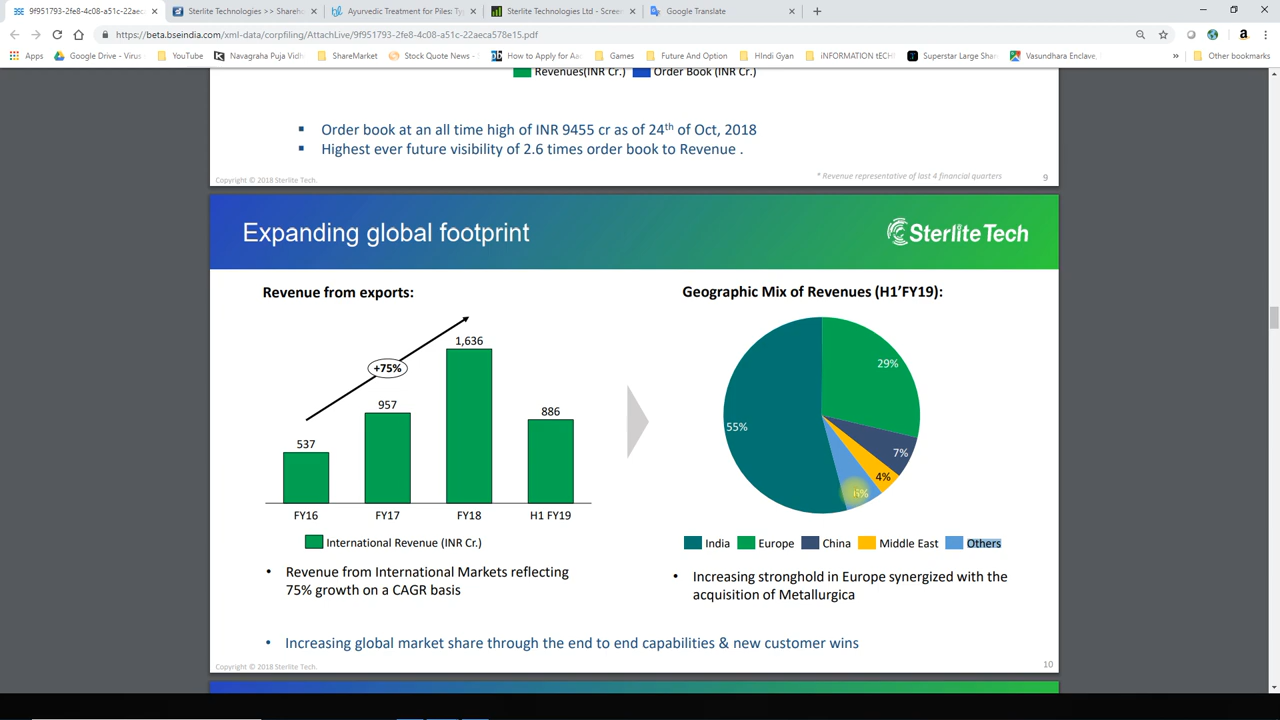 9f951793-2fe8-4c08-a51c-22aec
Sterlite Technologies >> Shareh
Ayurvedic Treatment for Piles: Ty
Sterlite Technologies Ltd - Scree
Google Translate
https://beta.bseindia.com/xml-data/corpfiling/AttachLive/9f951793-2fe8-4c08-a51c-22aeca578e15.pdf
Apps
Google Drive - Virus
YouTube
Navagraha Puja Vidh
ShareMarket
Stock Quote News - S
How to Apply for Aad
Games
Future And Option
HIndi Gyan
iNFORMATION tECH
Superstar Large Shar
Vasundhara Enclave,
»
Other bookmarks
Revenues(INR Cr.) Order Book (INR Cr.)
Order book at an all time high of INR 9455 cr as of 24th of Oct, 2018
Highest ever future visibility of 2.6 times order book to Revenue .
Copyright © 2018 Sterlite Tech.
* Revenue representative of last 4 financial quarters
9
Expanding global footprint
Sterlite Tech
Revenue from exports:
+75%
537
957
1,636
886
FY16
FY17
FY18
H1 FY19
International Revenue (INR Cr.)
Revenue from International Markets reflecting
75% growth on a CAGR basis
Geographic Mix of Revenues (H1'FY19):
29%
55%
7%
4%
India
Europe
China
Middle East
Others
Increasing stronghold in Europe synergized with the
acquisition of Metallurgica
Increasing global market share through the end to end capabilities & new customer wins
Copyright © 2018 Sterlite Tech.
10